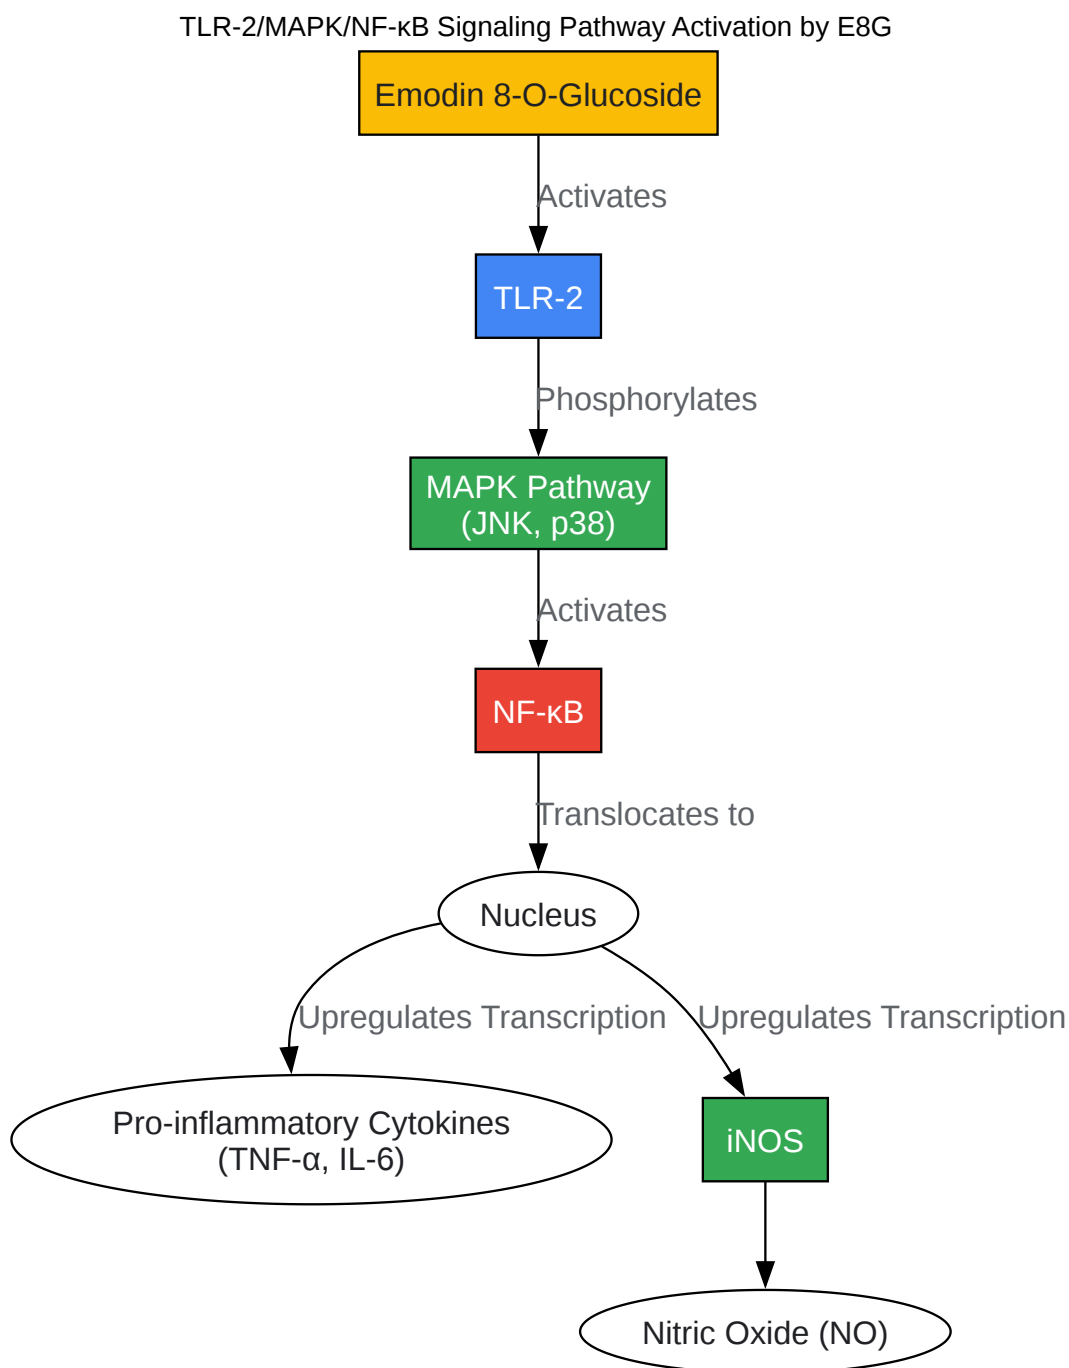 TLR-2/MAPK/NF-κB Signaling Pathway Activation by E8G
Emodin 8-O-Glucoside
Activates
TLR-2
Phosphorylates
MAPK Pathway
(JNK, p38)
Activates
NF-κB
Translocates to
Nucleus
Upregulates Transcription
Upregulates Transcription
Pro-inflammatory Cytokines
(TNF-α, IL-6)
iNOS
Nitric Oxide (NO)